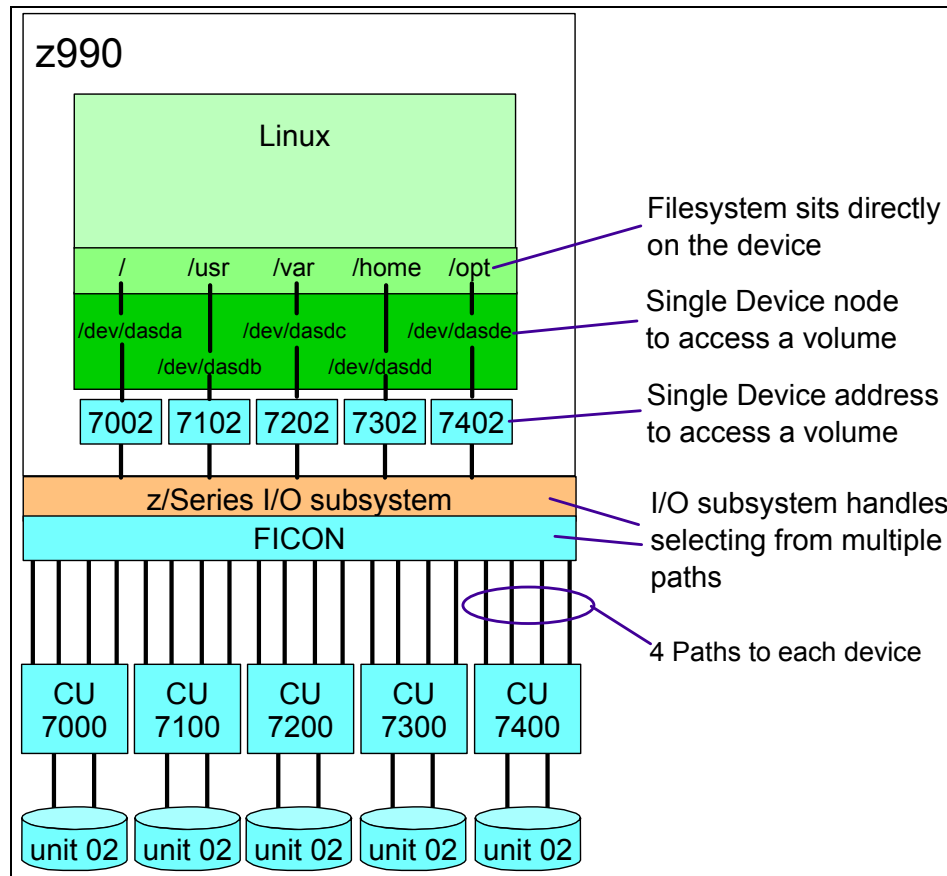 z990
Linux
Filesystem sits directly
on the device
/ /usr /var /home /opt
Single Device node
to access a volume
/dev/dasda /dev/dasdc /dev/dasde
/dev/dasdb /dev/dasdd
Single Device address
to access a volume
7002 7102 7202 7302 7402
z/Series I/O subsystem
I/O subsystem handles
selecting from multiple
paths
FICON
4 Paths to each device
CU CU CU CU CU
7000 7100 7200 7300 7400
unit 02 unit 02 unit 02 unit 02 unit 02